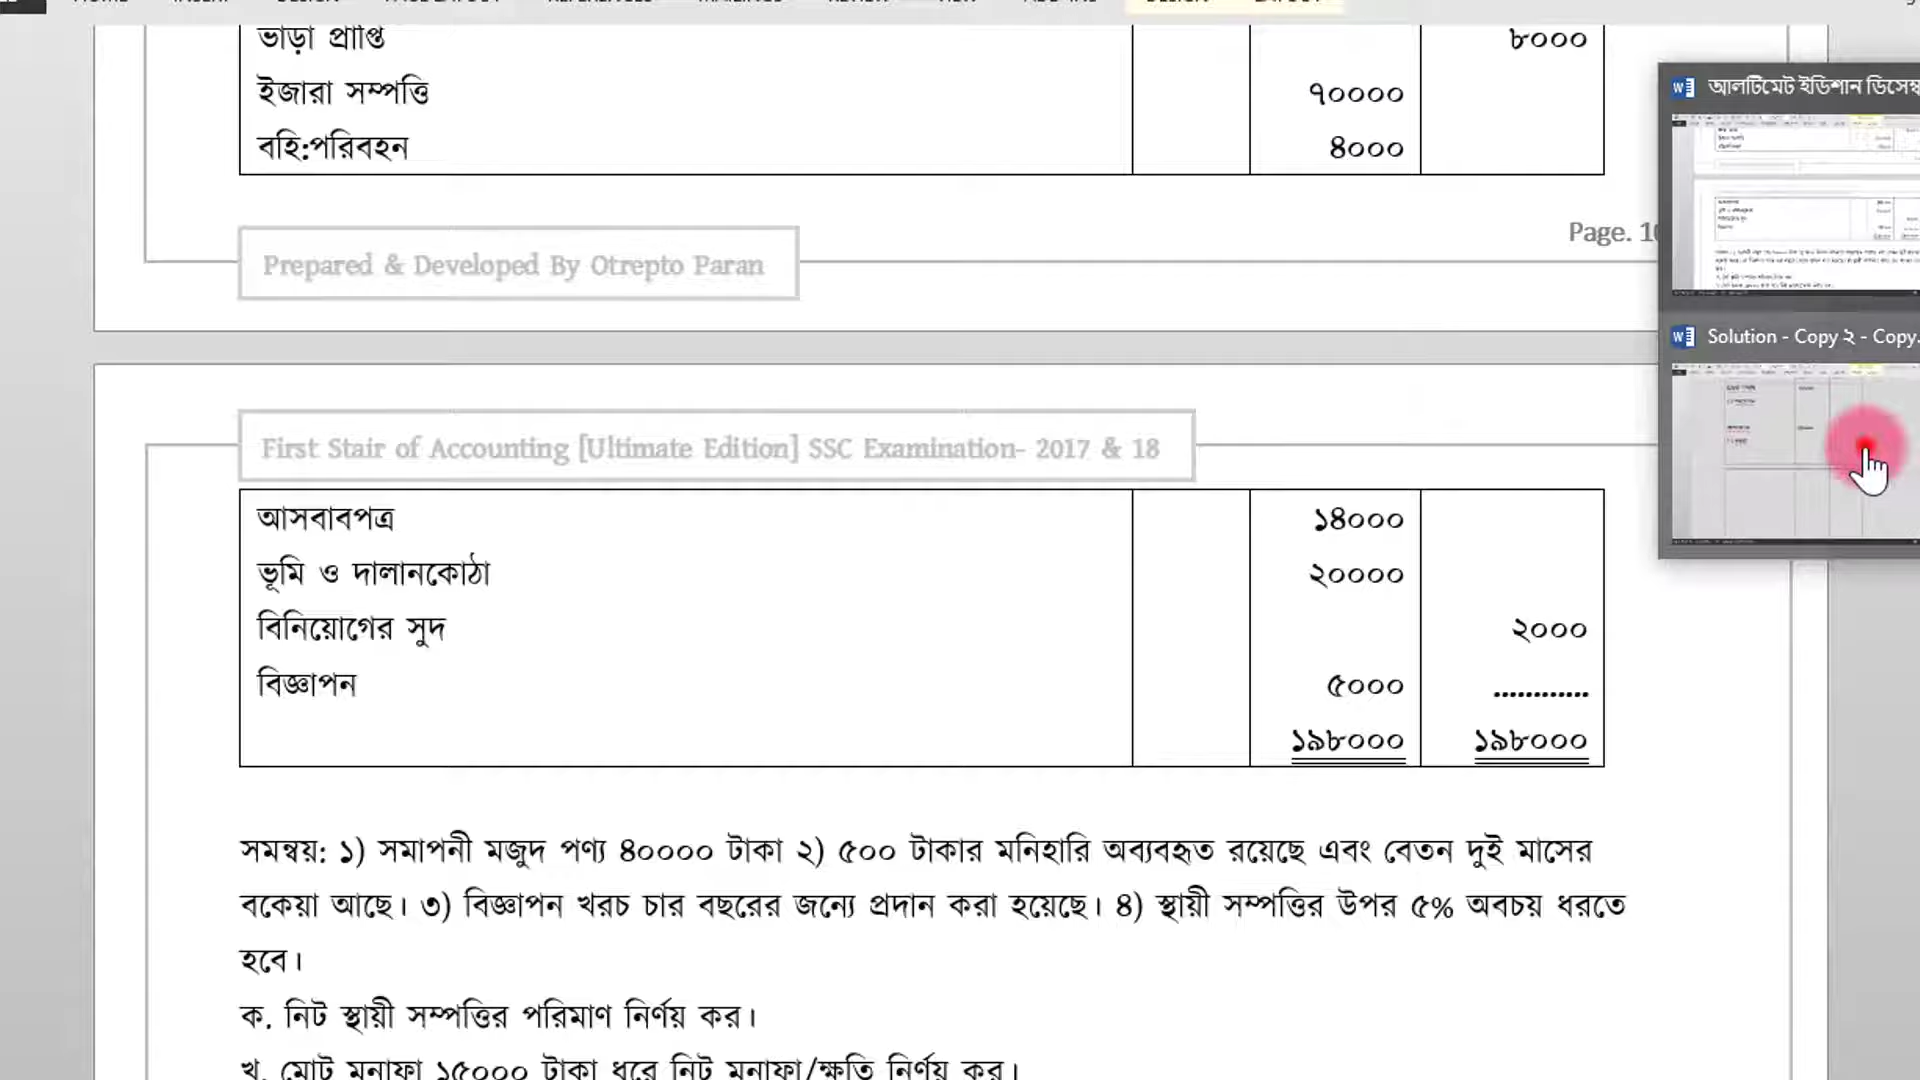 ভাড়া প্রাপ্তি ৮০০০
ইজারা সম্পত্তি ৭০০০০
বহি:পরিবহন ৪০০০
Page. 10
Prepared & Developed By Otrepto Paran
আলটিমেট ইডিশান ডিসেম্ব
Solution - Copy ২ - Copy.
First Stair of Accounting [Ultimate Edition] SSC Examination- 2017 & 18
আসবাবপত্র ১৪০০০
ভূমি ও দালানকোঠা ২০০০০
বিনিয়োগের সুদ ২০০০
বিজ্ঞাপন ৫০০০ ............
১৯৮০০০ ১৯৮০০০
সমন্বয়: ১) সমাপনী মজুদ পণ্য ৪০০০০ টাকা ২) ৫০০ টাকার মনিহারি অব্যবহৃত রয়েছে এবং বেতন দুই মাসের
বকেয়া আছে। ৩) বিজ্ঞাপন খরচ চার বছরের জন্যে প্রদান করা হয়েছে। ৪) স্থায়ী সম্পত্তির উপর ৫% অবচয় ধরতে
হবে।
ক. নিট স্থায়ী সম্পত্তির পরিমাণ নির্ণয় কর।
খ. মোট মুনাফা ১৫০০০ টাকা ধরে নিট মুনাফা/ক্ষতি নির্ণয় কর।